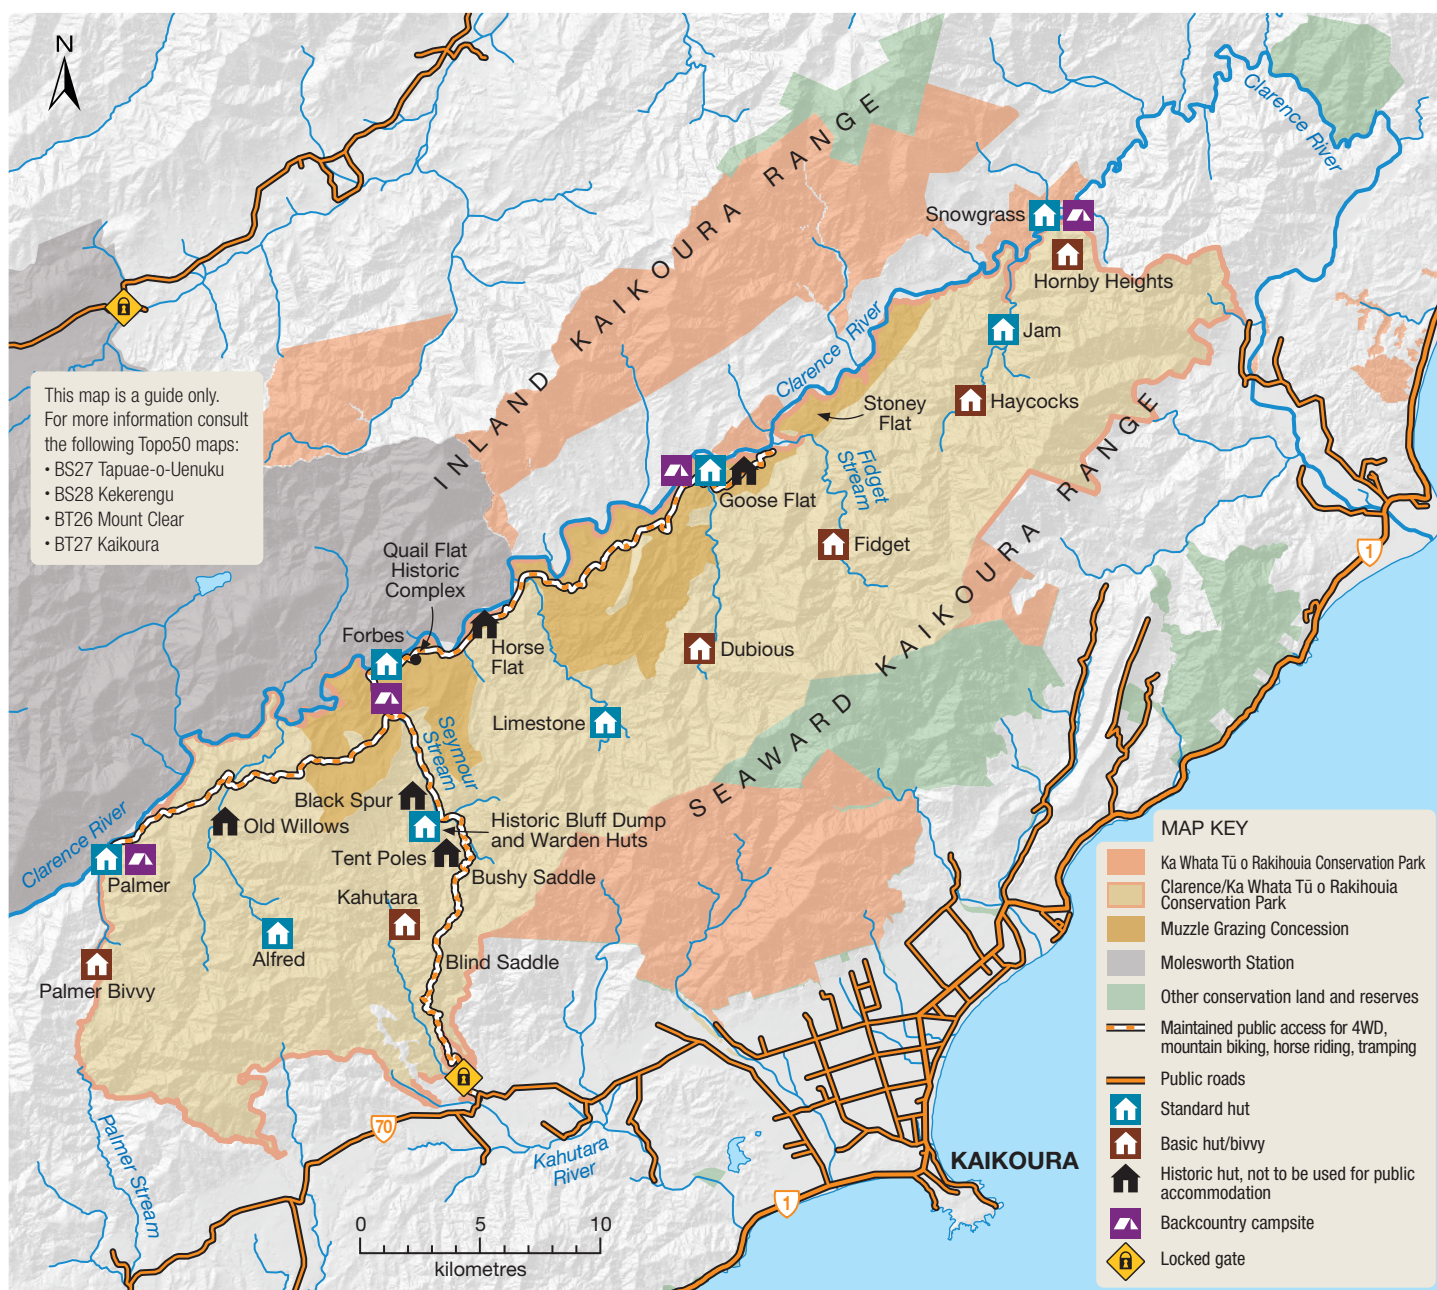 N
INLAND KAIKOURA RANGE
Clarence River
Snowgrass
Hornby Heights
Jam
Haycocks
Clarence River
Stoney
Flat
Fidget
Stream
Goose Flat
Fidget
Dubious
SEAWARD KAIKOURA RANGE
This map is a guide only.
For more information consult
the following Topo50 maps:
• BS27 Tapuae-o-Uenuku
• BS28 Kekerengu
• BT26 Mount Clear
• BT27 Kaikoura
Quail Flat
Historic
Complex
Forbes
Horse
Flat
Limestone
Seymour
Stream
Black Spur
Old Willows
Historic Bluff Dump
and Warden Huts
Tent Poles
Bushy Saddle
Clarence River
Palmer
Kahutara
Alfred
Blind Saddle
Palmer Bivvy
Palmer Stream
70
Kahutara
River
KAIKOURA
1
1
0 5 10
kilometres
MAP KEY
Ka Whata Tū o Rakihouia Conservation Park
Clarence/Ka Whata Tū o Rakihouia
Conservation Park
Muzzle Grazing Concession
Molesworth Station
Other conservation land and reserves
Maintained public access for 4WD,
mountain biking, horse riding, tramping
Public roads
Standard hut
Basic hut/bivvy
Historic hut, not to be used for public
accommodation
Backcountry campsite
Locked gate